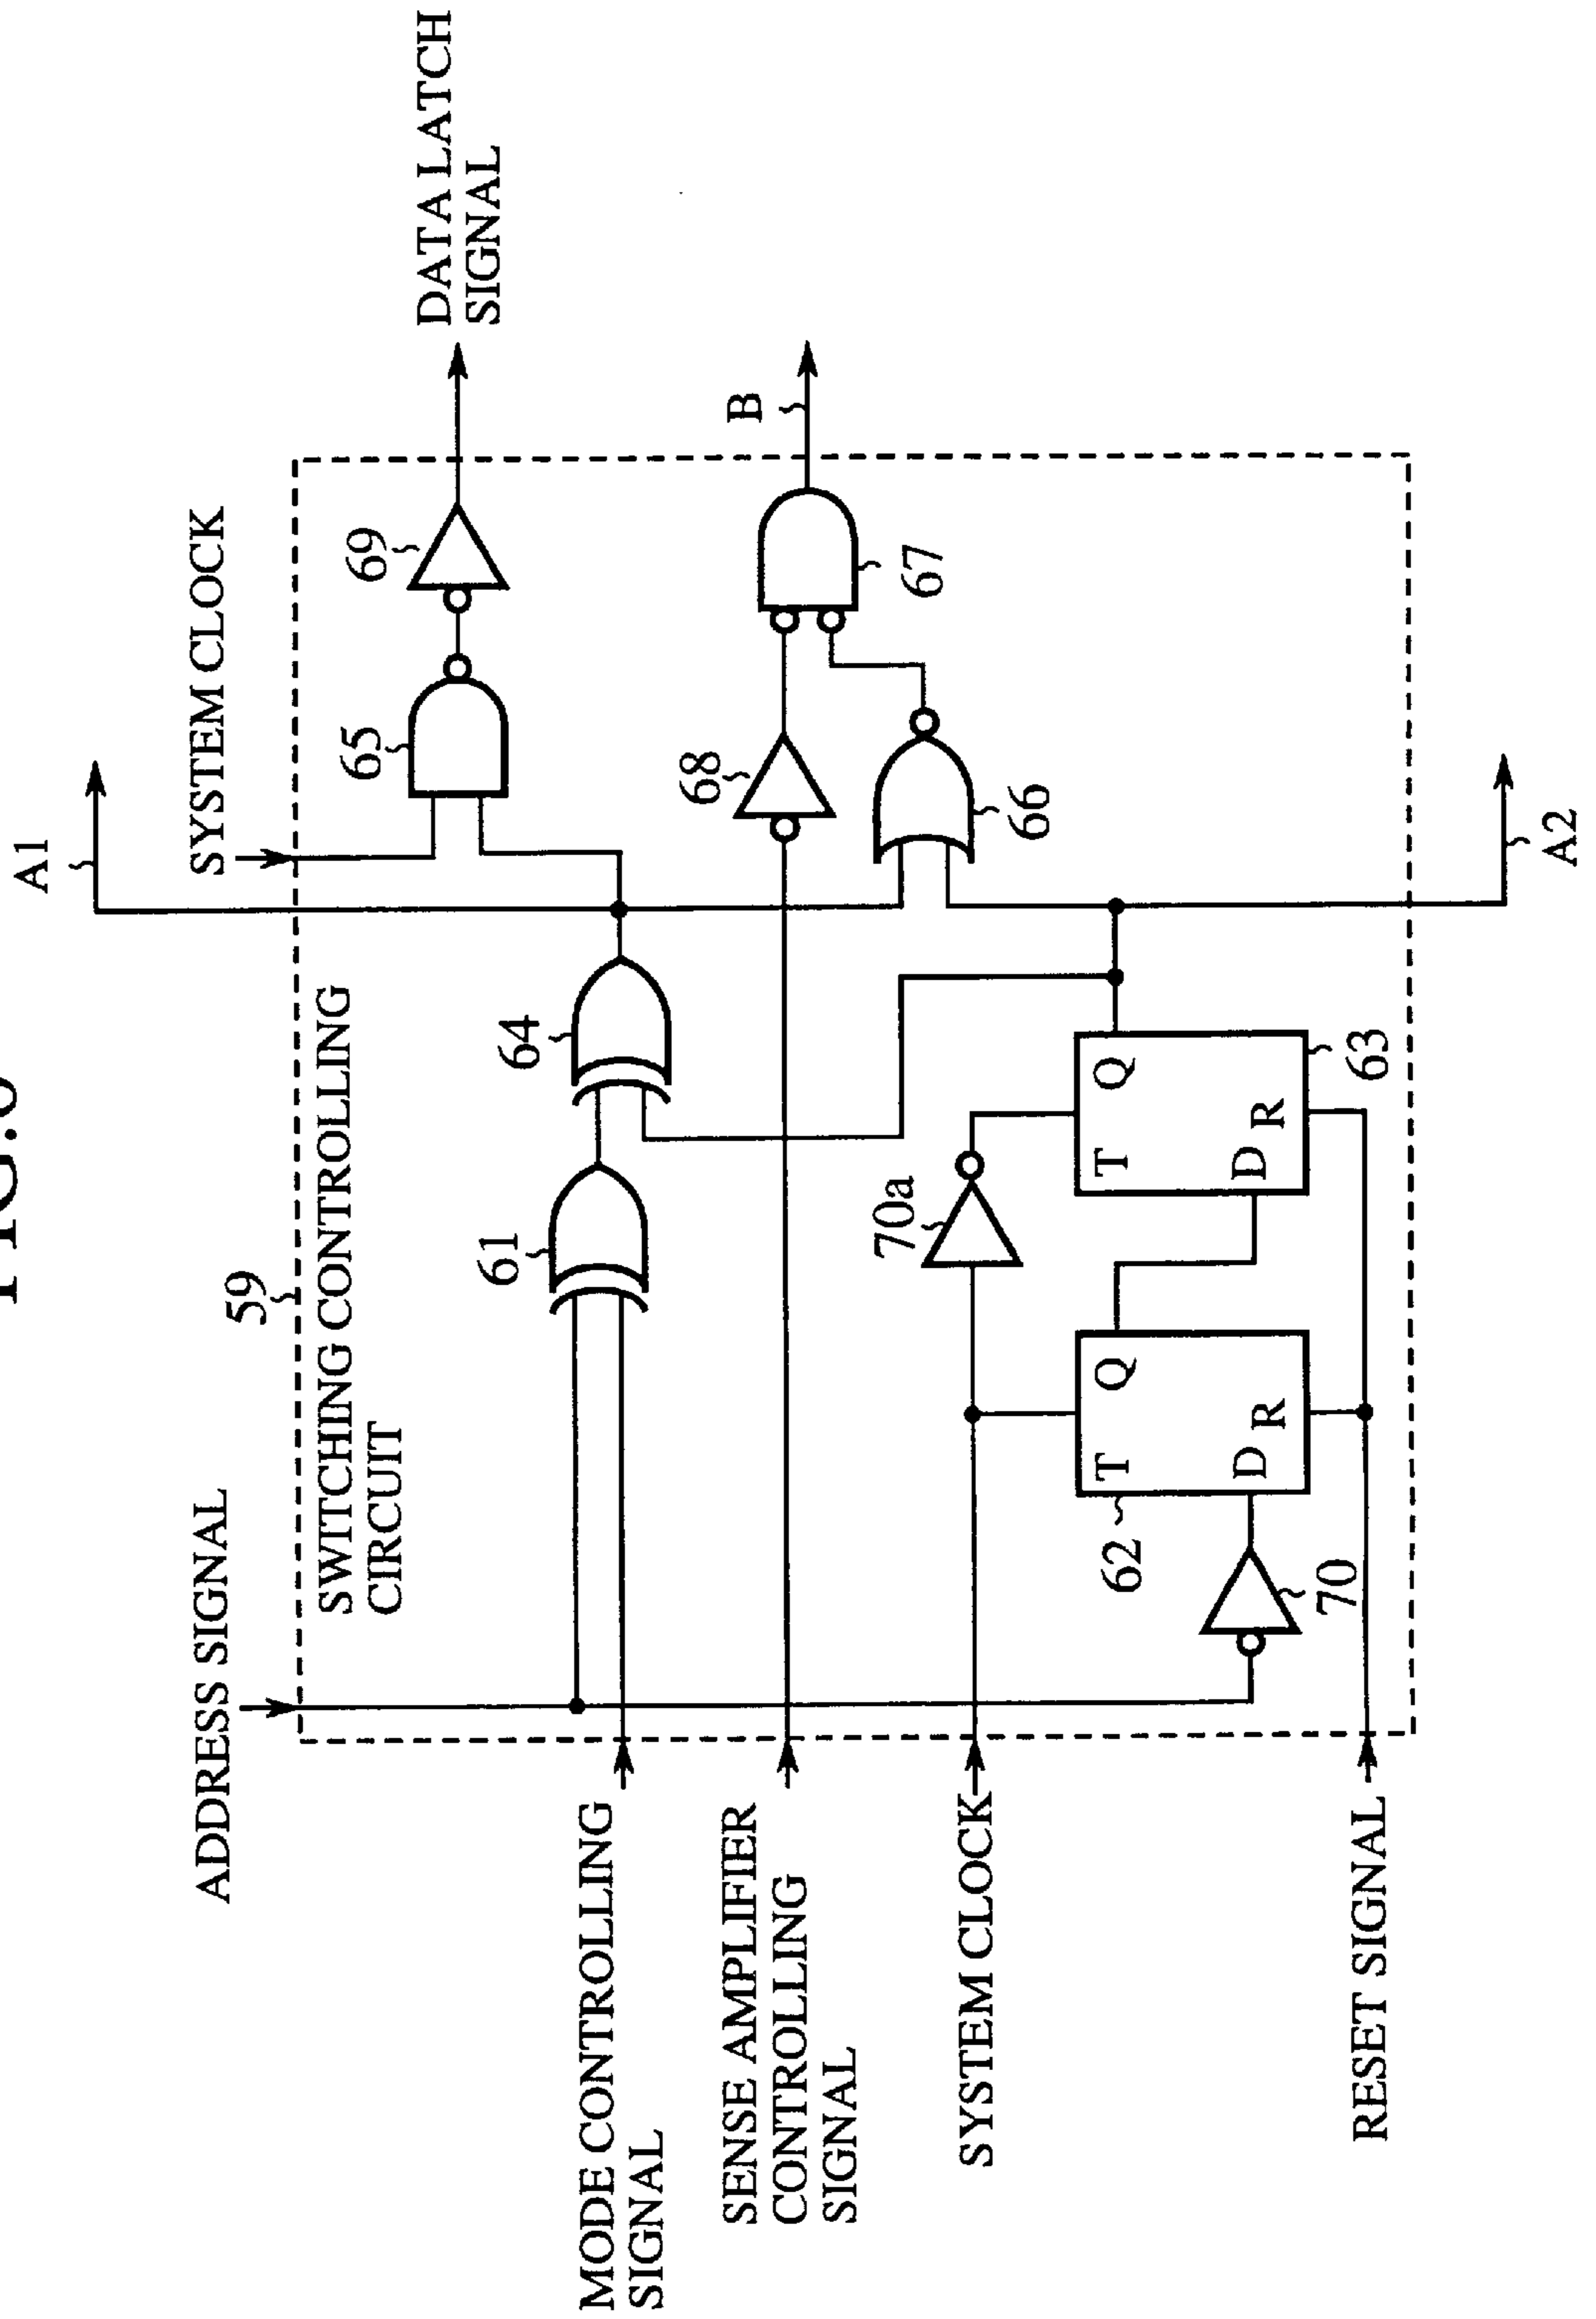 ADDRESS SIGNAL
59
SWITCHING CONTROLLING
CIRCUIT
A1
SYSTEM CLOCK
DATA LATCH
SIGNAL
61
64
65
69
MODE CONTROLLING
SIGNAL
SENSE AMPLIFIER
CONTROLLING
SIGNAL
68
B
67
66
SYSTEM CLOCK
70a
62
T
Q
D
R
T
Q
D
R
63
70
RESET SIGNAL
A2